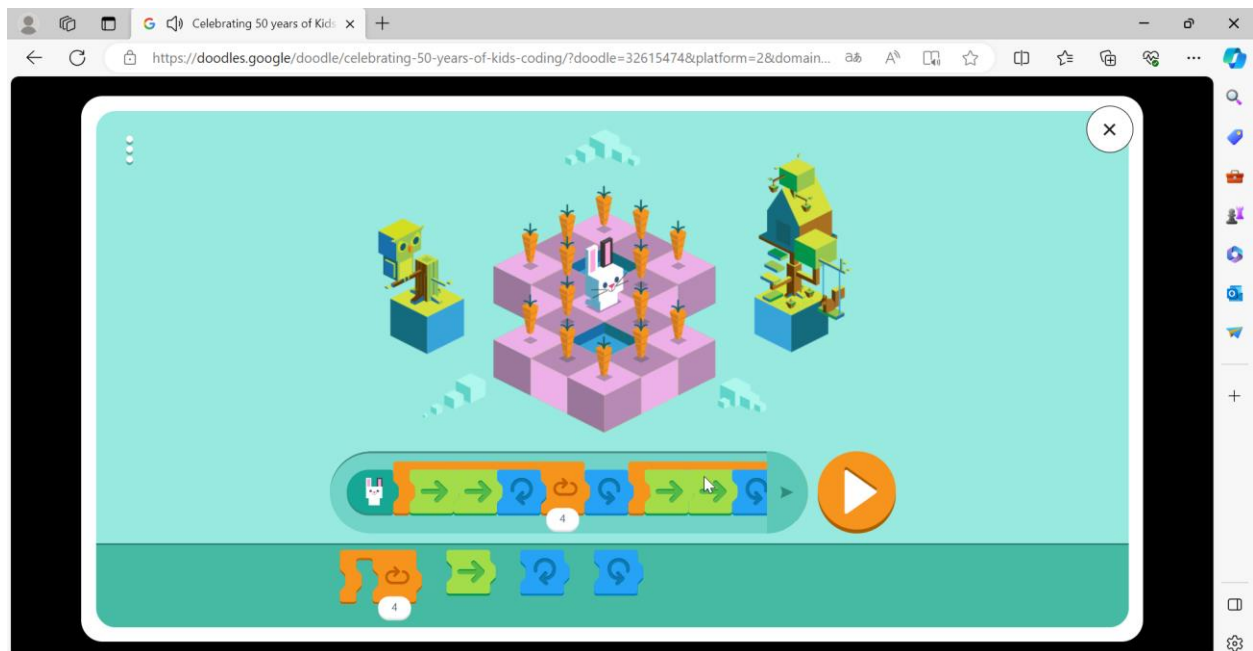 Celebrating 50 years of Kids
https://doodles.google/doodle/celebrating-50-years-of-kids-coding/?doodle=32615474&platform=2&domain...
4
4